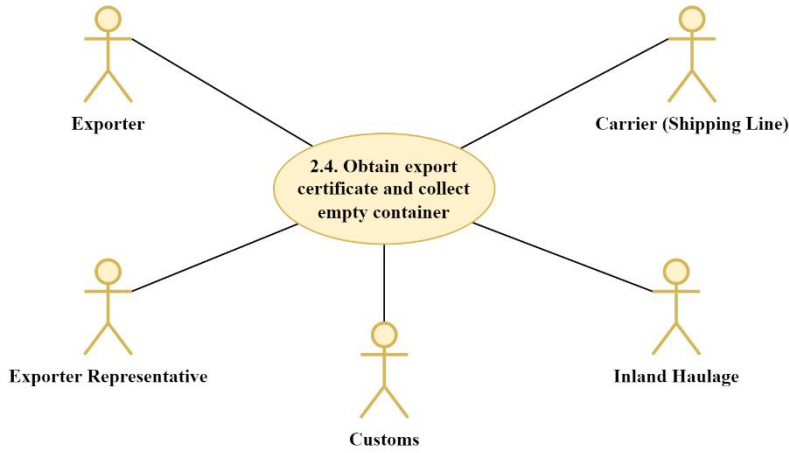 Exporter
Carrier (Shipping Line)
2.4. Obtain export
certificate and collect
empty container
Exporter Representative
Inland Haulage
Customs